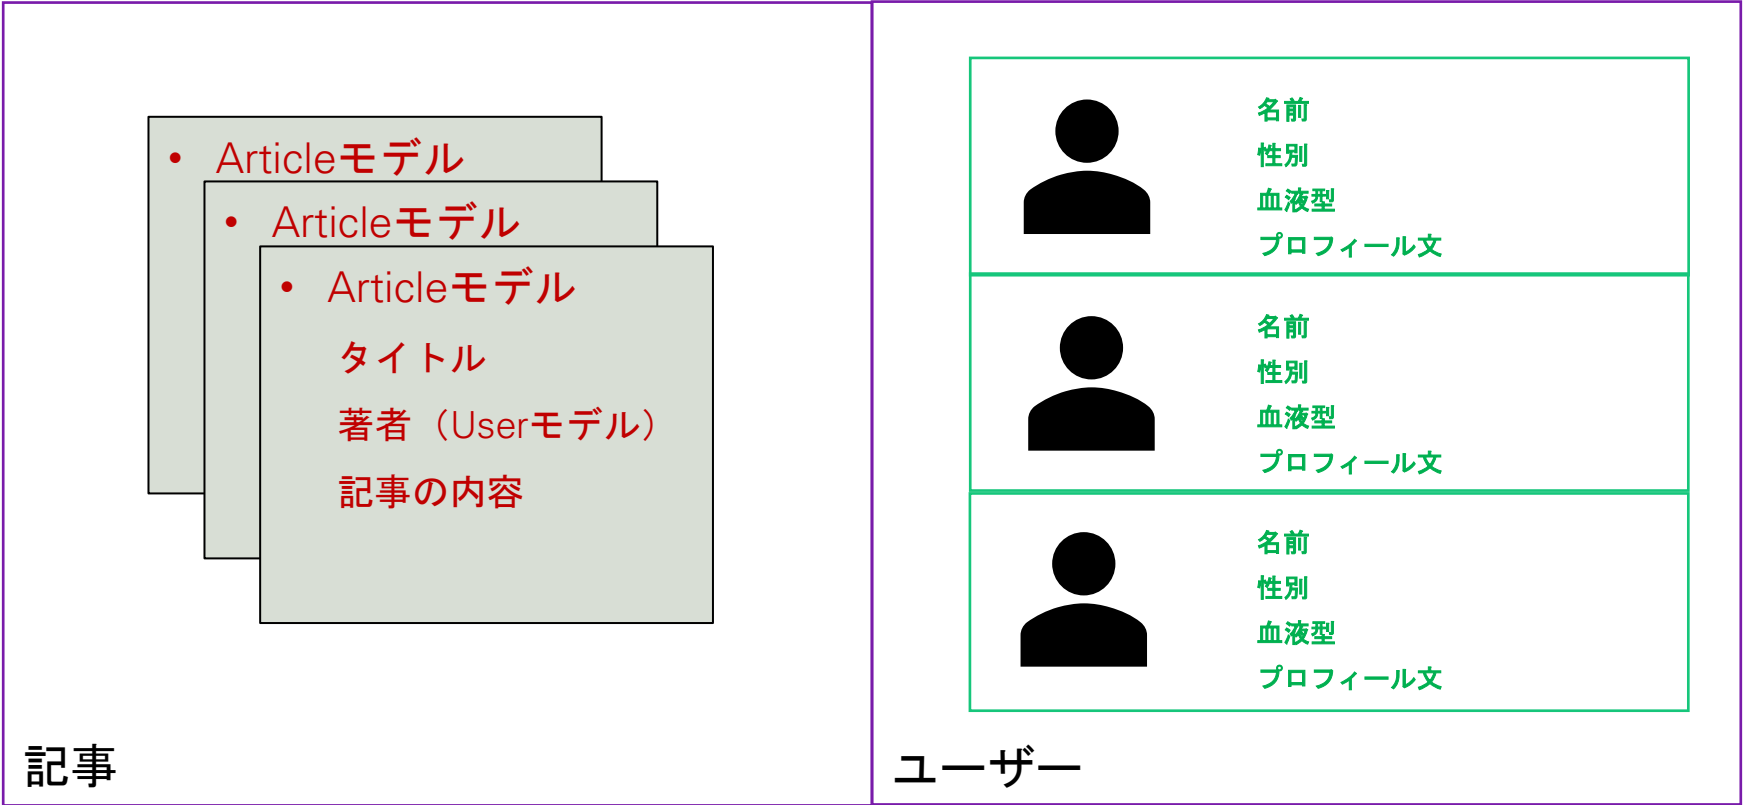 • Articleモデル
• Articleモデル
• Articleモデル
タイトル
著者（Userモデル）
記事の内容
記事
名前
性別
血液型
プロフィール文
名前
性別
血液型
プロフィール文
名前
性別
血液型
プロフィール文
ユーザー